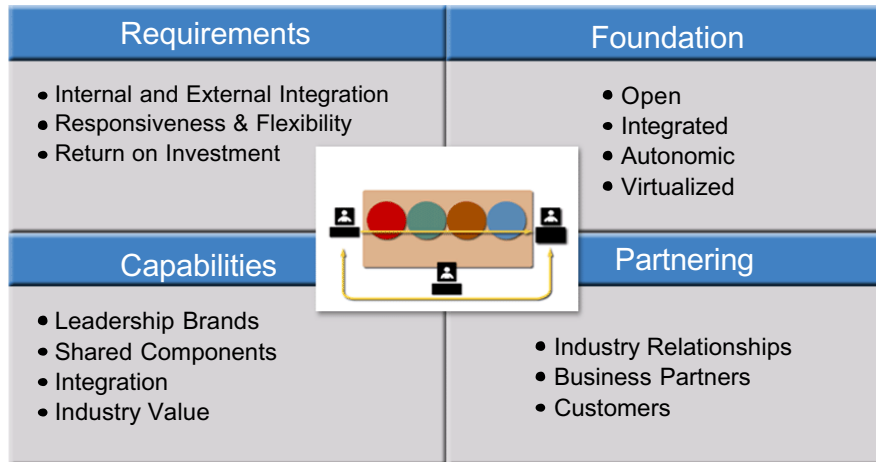 Requirements
• Internal and External Integration
• Responsiveness & Flexibility
• Return on Investment
Foundation
• Open
• Integrated
• Autonomic
• Virtualized
Capabilities
• Leadership Brands
• Shared Components
• Integration
• Industry Value
Partnering
• Industry Relationships
• Business Partners
• Customers